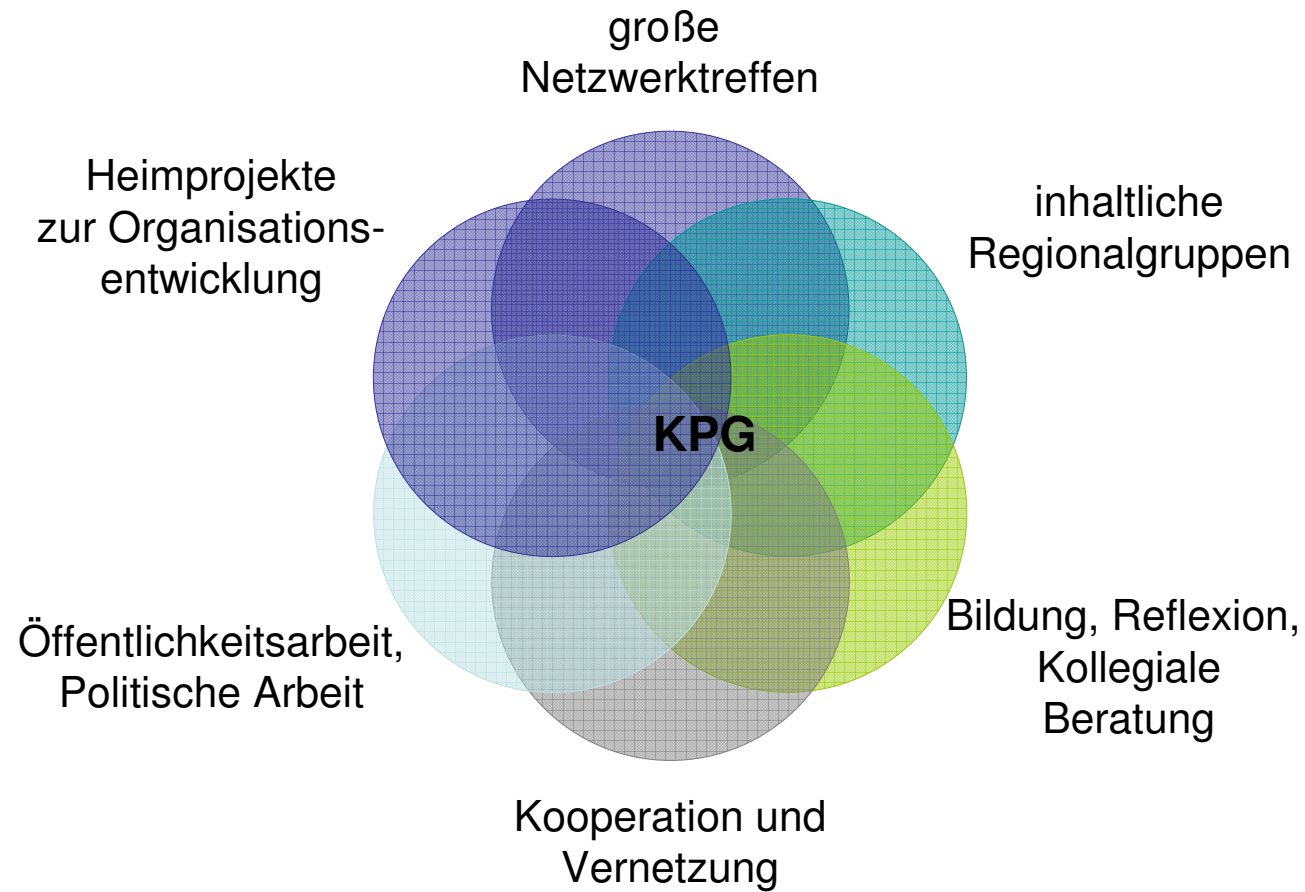 große
Netzwerktreffen
Heimprojekte
zur Organisations-
entwicklung
inhaltliche
Regionalgruppen
KPG
Öffentlichkeitsarbeit,
Politische Arbeit
Bildung, Reflexion,
Kollegiale
Beratung
Kooperation und
Vernetzung